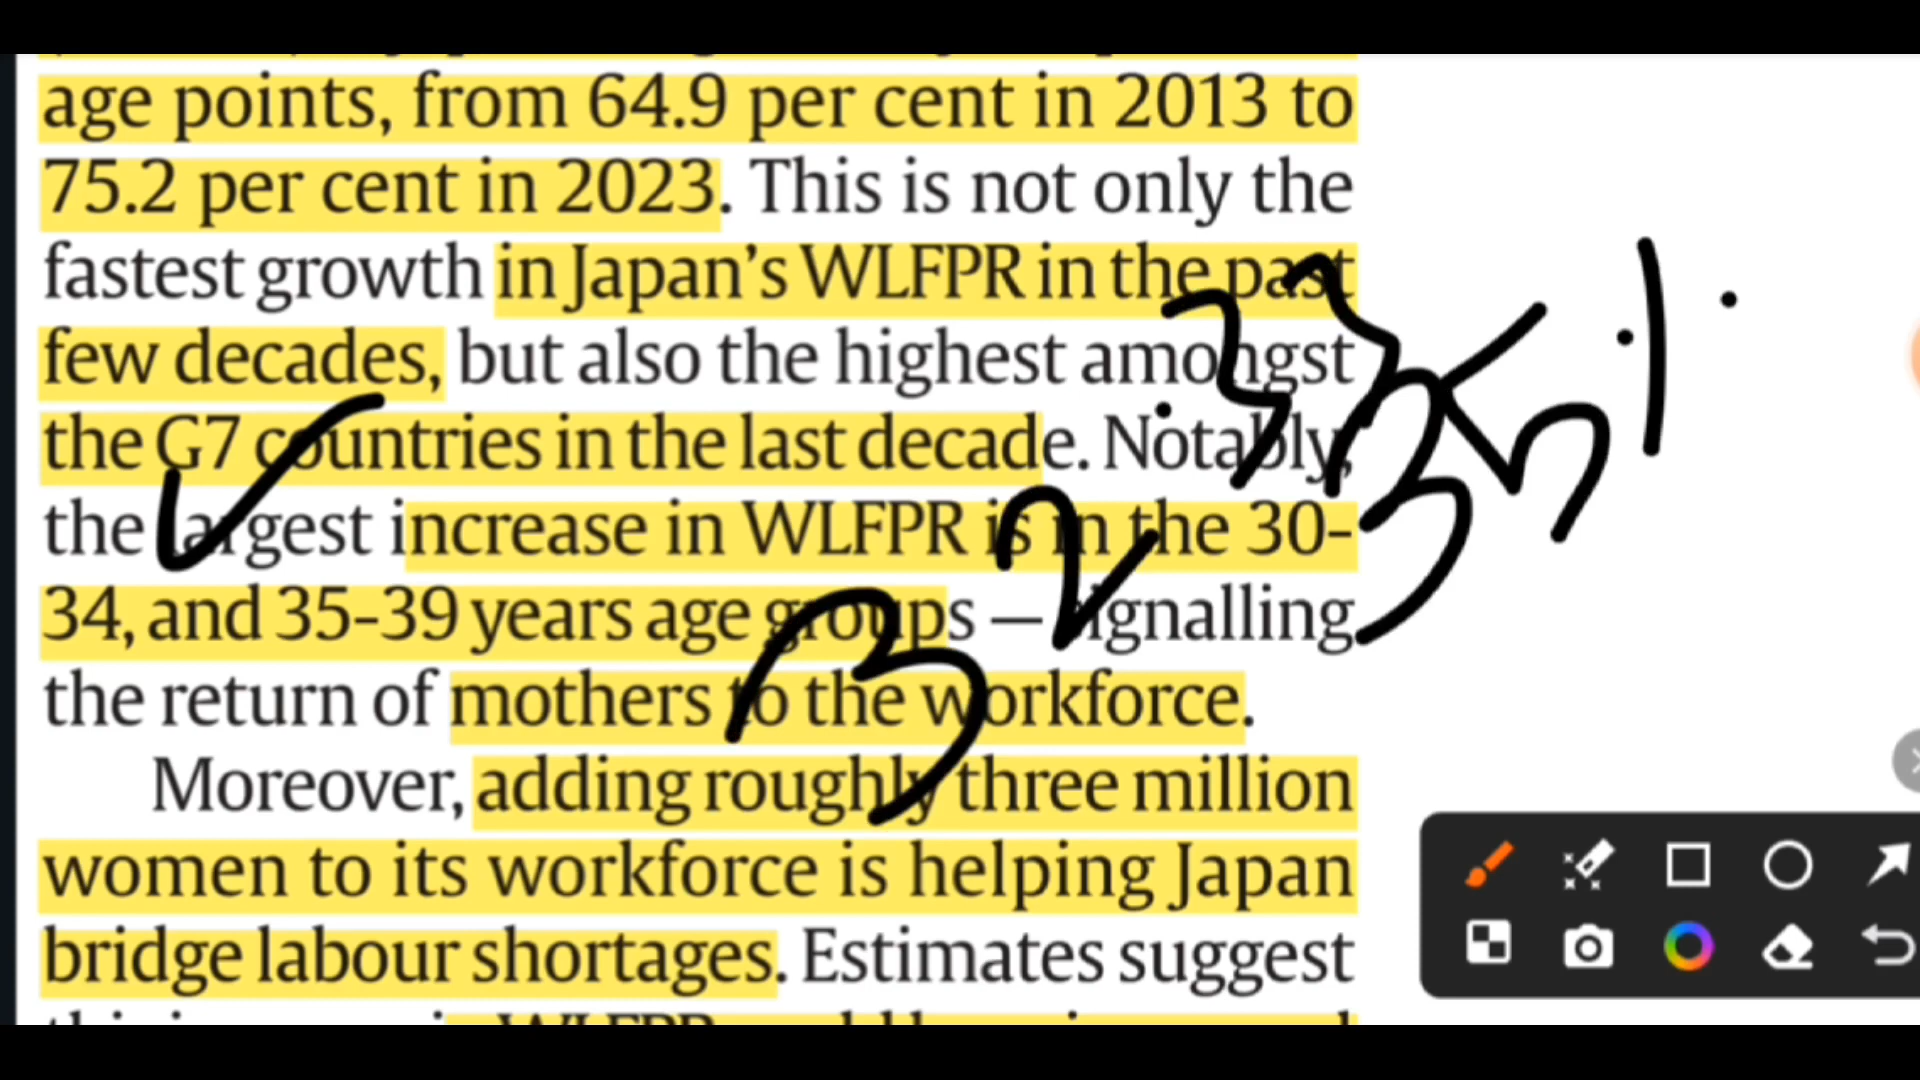 age points, from 64.9 per cent in 2013 to
75.2 per cent in 2023. This is not only the
fastest growth in Japan's WLFPR in the past
few decades, but also the highest amongst
the G7 countries in the last decade. Notably,
the largest increase in WLFPR is in the 30-
34, and 35-39 years age groups — signalling
the return of mothers to the workforce.
Moreover, adding roughly three million
women to its workforce is helping Japan
bridge labour shortages. Estimates suggest